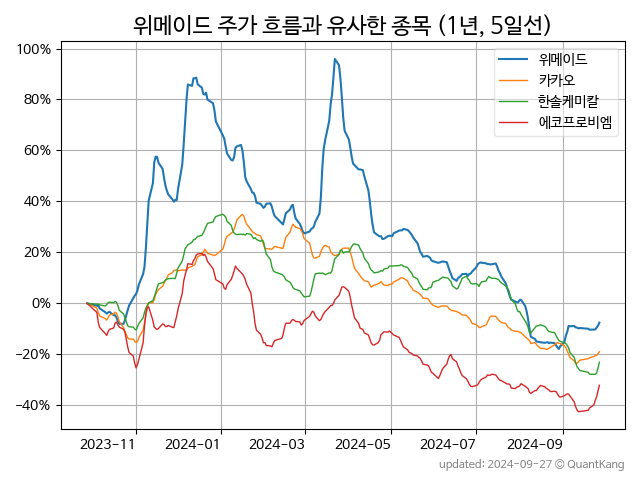 위메이드 주가 흐름과 유사한 종목 (1년, 5일선)
위메이드
카카오
한솔케미칼
에코프로비엠
100%
80%
60%
40%
20%
0%
−20%
−40%
2023-11
2024-01
2024-03
2024-05
2024-07
2024-09
updated: 2024-09-27 © QuantKang